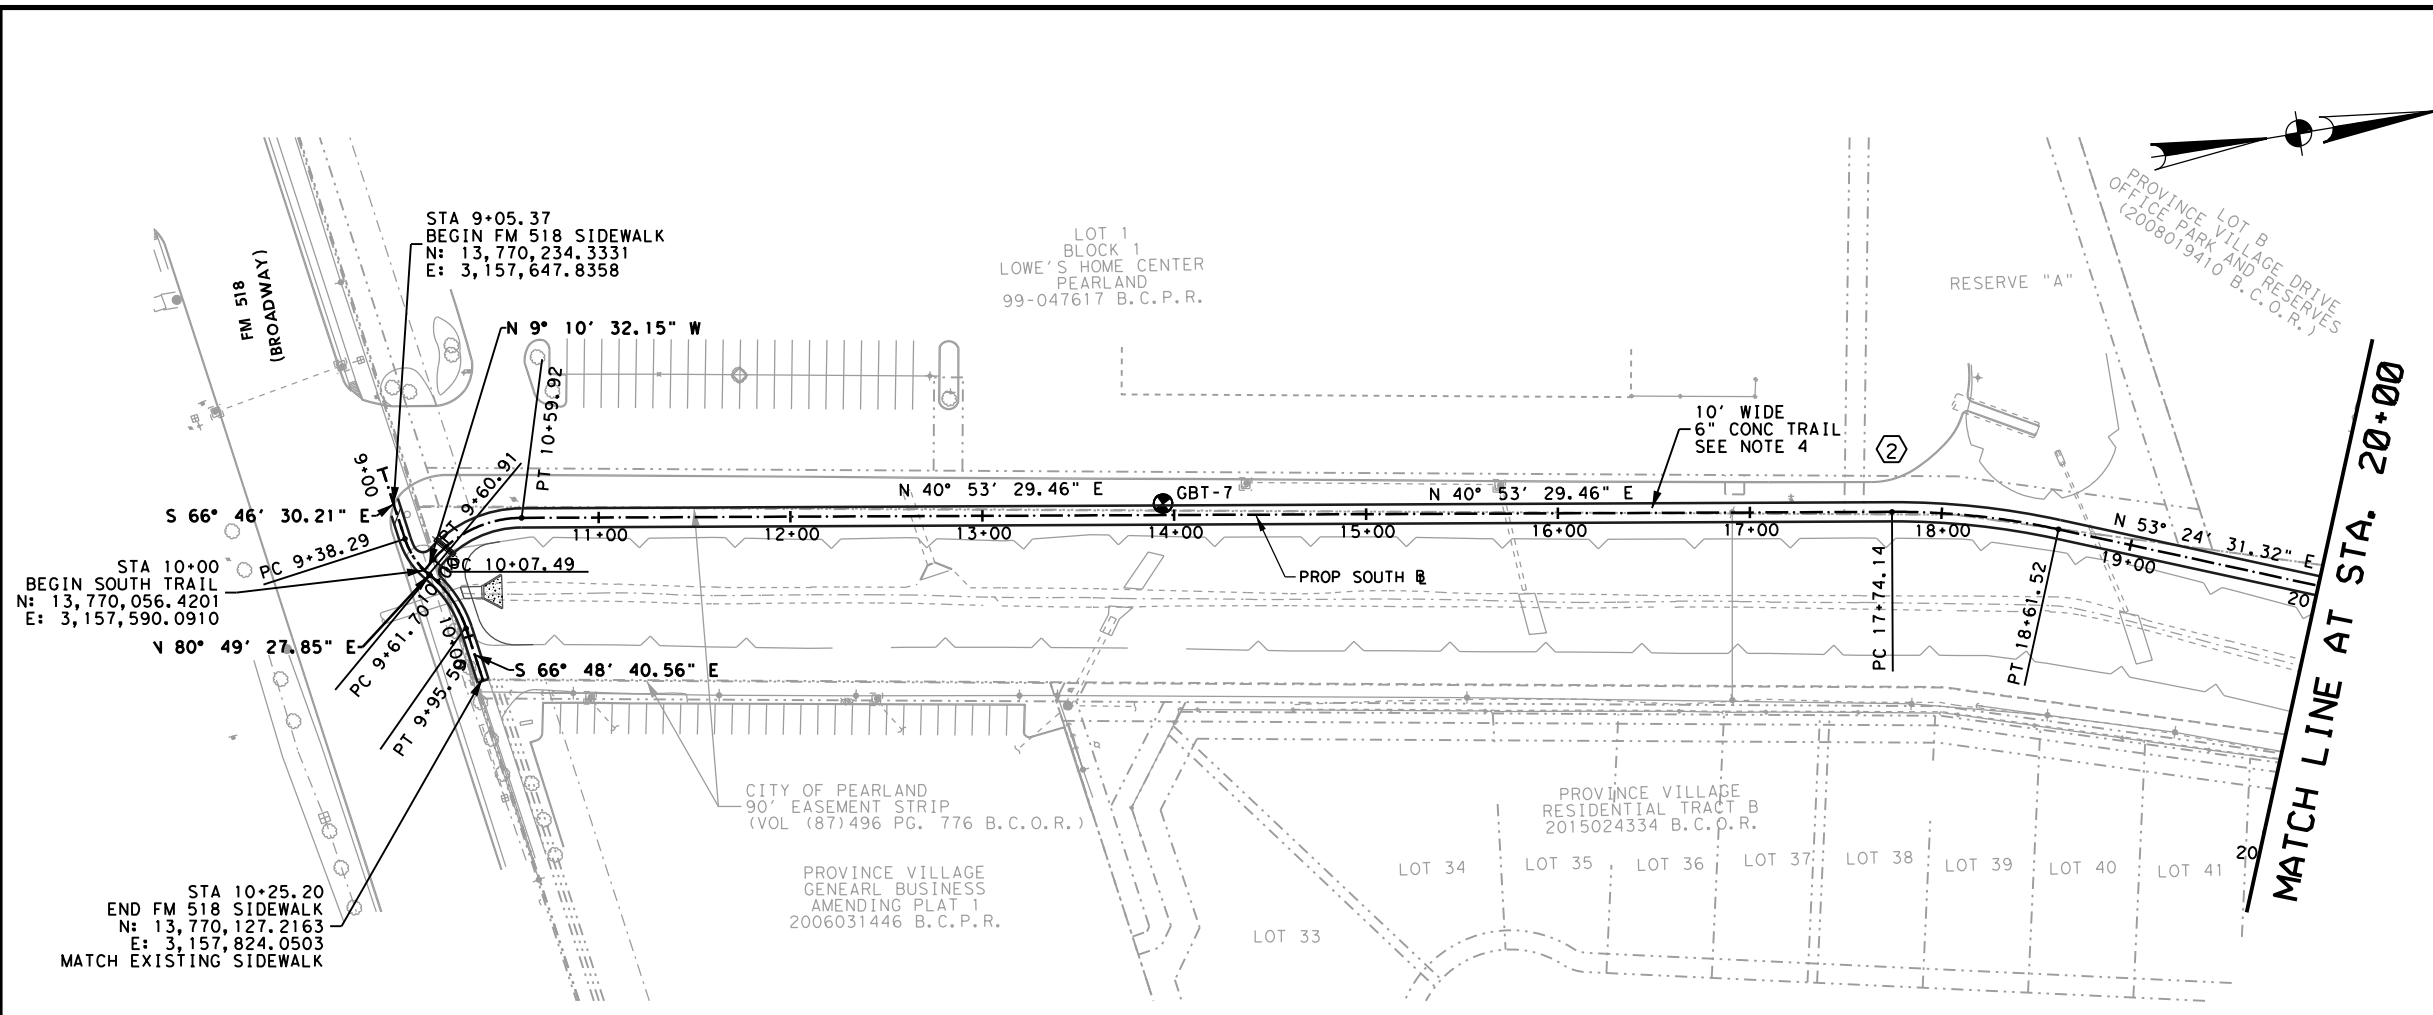 STA 9+05.37
BEGIN FM 518 SIDEWALK
N: 13,770,234.3331
E: 3,157,647.8358
FM 518
(BROADWAY)
N 9° 10' 32.15" W
LOT 1
BLOCK 1
LOWE'S HOME CENTER
PEARLAND
99-047617 B.C.P.R.
RESERVE "A"
LOT B
PROVINCE VILLAGE DRIVE
OFFICE PARK AND RESERVES
(2008019410 B.C.O.R.)
MATCH LINE AT STA. 20+00
PT 10+59.92
PT 9+60.91
9+00
S 66° 46' 30.21" E
PC 9+38.29
STA 10+00
BEGIN SOUTH TRAIL
N: 13,770,056.4201
E: 3,157,590.0910
N 80° 49' 27.85" E
PC 10+07.49
PC 9+61.70
PT 9+95.59
S 66° 48' 40.56" E
10' WIDE
6" CONC TRAIL
SEE NOTE 4
2
N 40° 53' 29.46" E
GBT-7
N 40° 53' 29.46" E
11+00
12+00
13+00
14+00
15+00
16+00
17+00
18+00
19+00
20
N 53° 24' 31.32" E
PROP SOUTH BL
PC 17+74.14
PT 18+61.52
CITY OF PEARLAND
90' EASEMENT STRIP
(VOL (87)496 PG. 776 B.C.O.R.)
PROVINCE VILLAGE
GENEARL BUSINESS
AMENDING PLAT 1
2006031446 B.C.P.R.
PROVINCE VILLAGE
RESIDENTIAL TRACT B
2015024334 B.C.O.R.
LOT 33
LOT 34
LOT 35
LOT 36
LOT 37
LOT 38
LOT 39
LOT 40
LOT 41
20
STA 10+25.20
END FM 518 SIDEWALK
N: 13,770,127.2163
E: 3,157,824.0503
MATCH EXISTING SIDEWALK